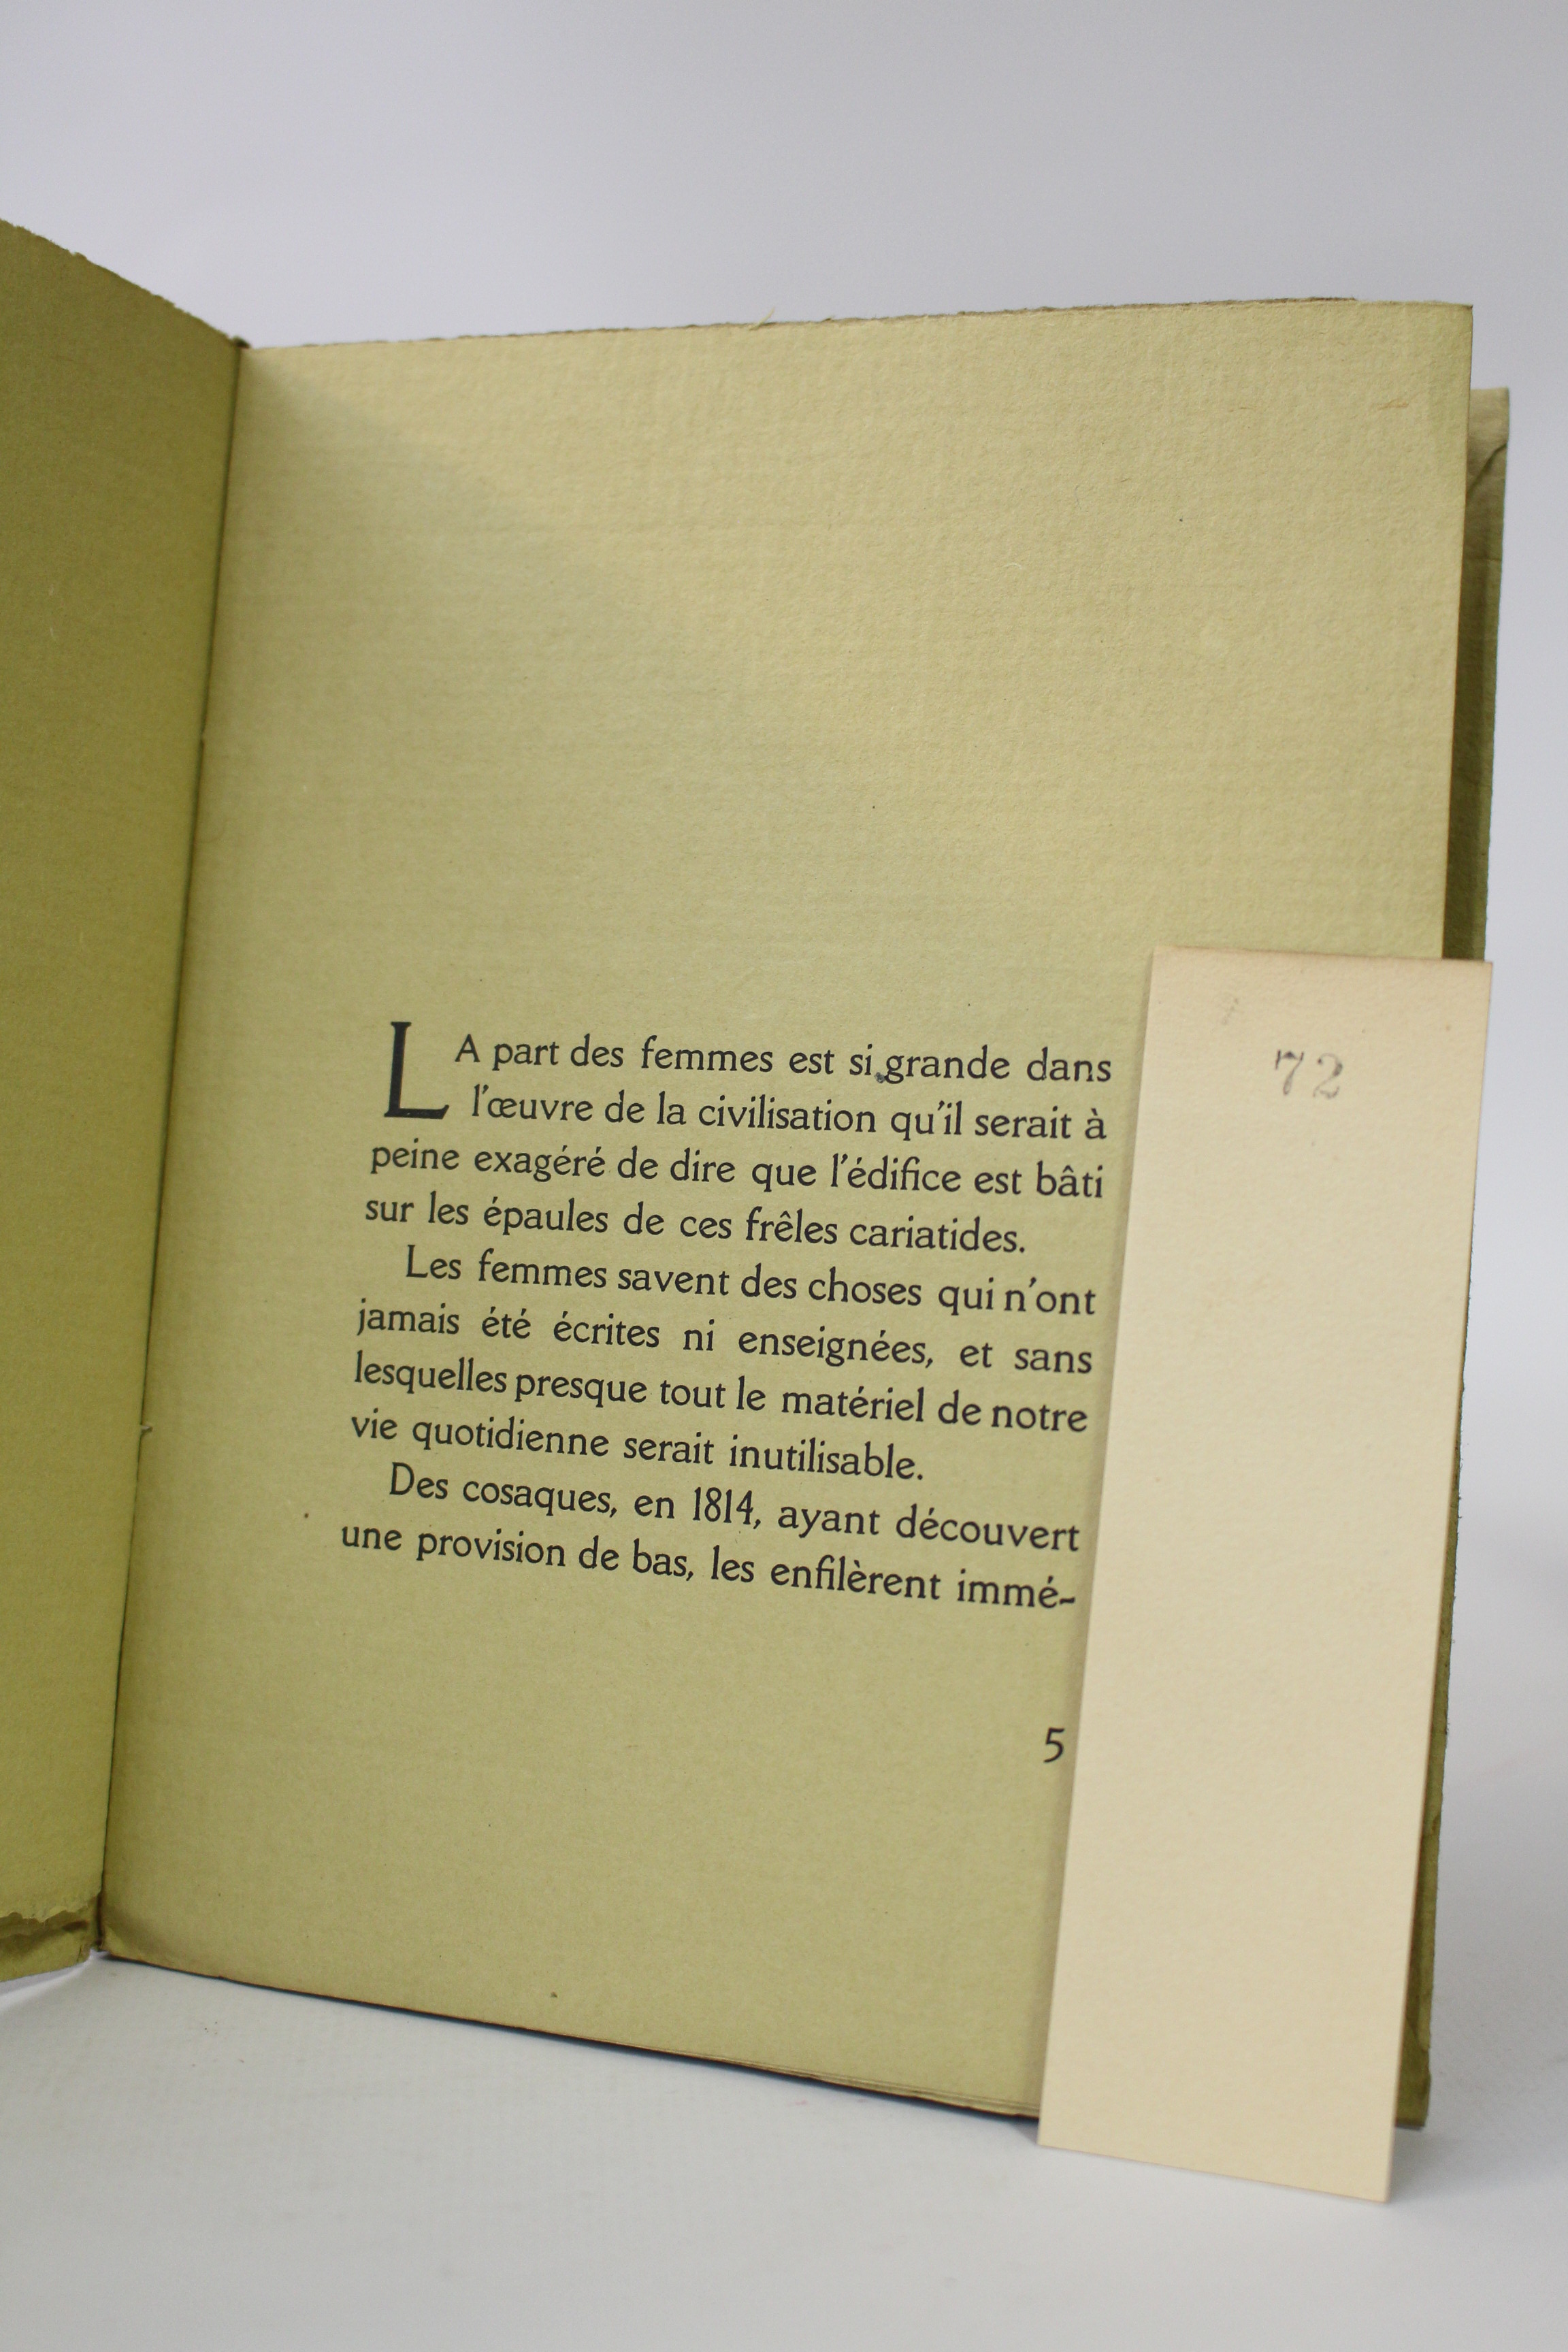 LA part des femmes est si grande dans
l'œuvre de la civilisation qu'il serait à
peine exagéré de dire que l'édifice est bâti
sur les épaules de ces frêles cariatides.
Les femmes savent des choses qui n'ont
jamais été écrites ni enseignées, et sans
lesquelles presque tout le matériel de notre
vie quotidienne serait inutilisable.
Des cosaques, en 1814, ayant découvert
une provision de bas, les enfilèrent immé-
5
72